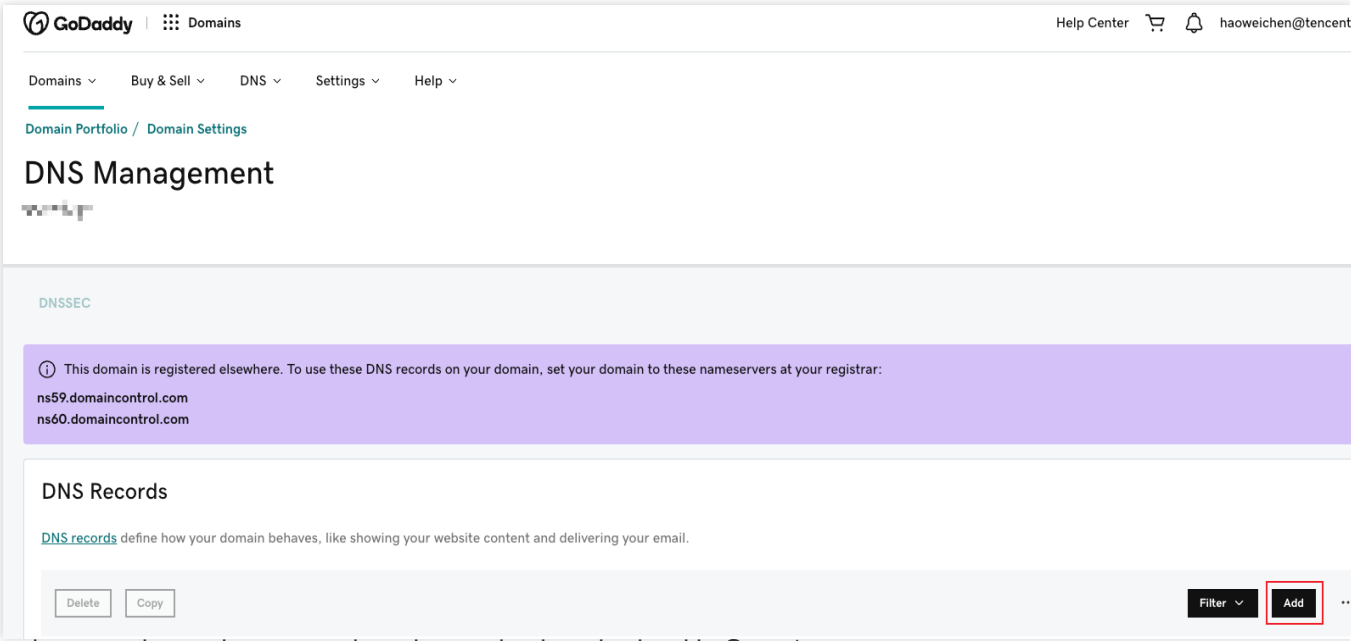 GoDaddy Domains Help Center haoweichen@tencent
Domains Buy & Sell DNS Settings Help
Domain Portfolio / Domain Settings
DNS Management
DNSSEC
This domain is registered elsewhere. To use these DNS records on your domain, set your domain to these nameservers at your registrar:
ns59.domaincontrol.com
ns60.domaincontrol.com
DNS Records
DNS records define how your domain behaves, like showing your website content and delivering your email.
Delete Copy Filter Add